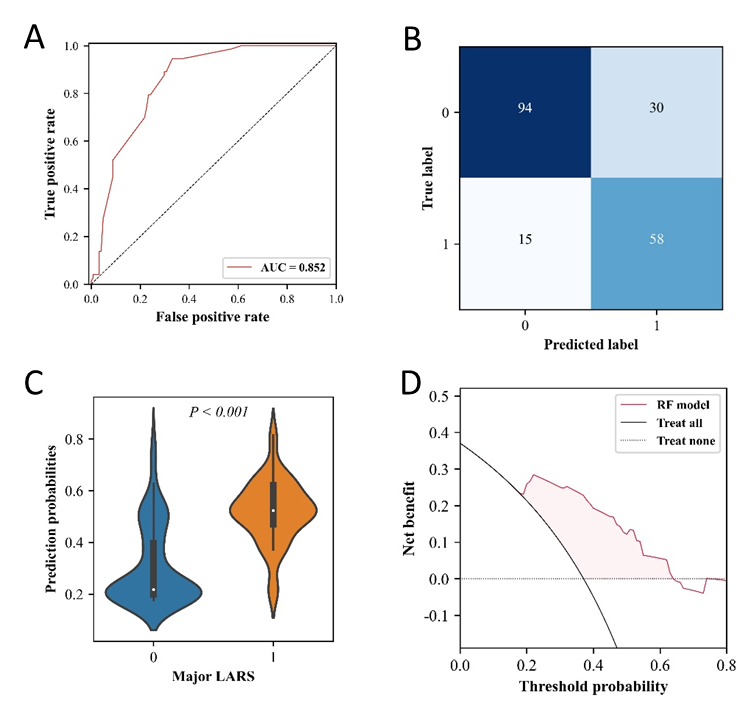 A
1.0
0.8
0.6
0.4
0.2
0.0
True positive rate
0.0 0.2 0.4 0.6 0.8 1.0
False positive rate
AUC = 0.852
B
0
1
True label
94 30
15 58
0 1
Predicted label
C
P < 0.001
0.8
0.6
0.4
0.2
Prediction probabilities
0 1
Major LARS
D
0.5
0.4
0.3
0.2
0.1
0.0
-0.1
Net benefit
RF model
Treat all
Treat none
0.0 0.2 0.4 0.6 0.8
Threshold probability